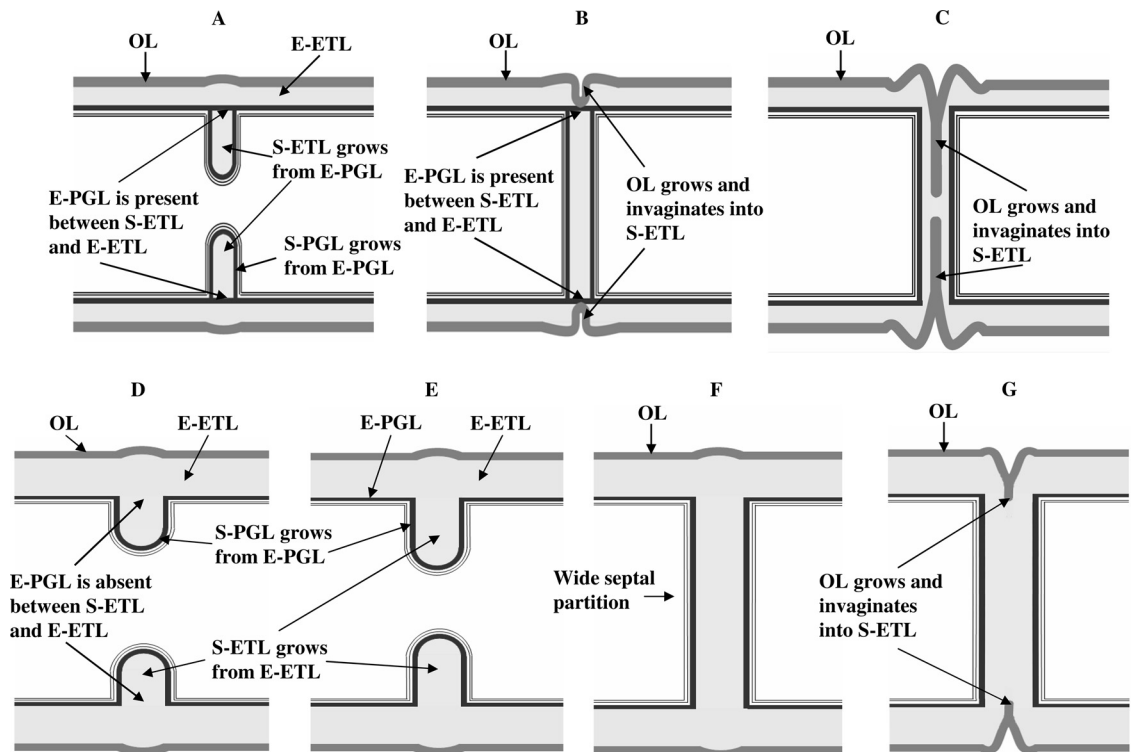 A
B
C
OL
E-ETL
OL
OL
S-ETL grows
from E-PGL
E-PGL is present
between S-ETL
and E-ETL
S-PGL grows
from E-PGL
E-PGL is present
between S-ETL
and E-ETL
OL grows and
invaginates into
S-ETL
OL grows and
invaginates into
S-ETL
D
E
F
G
OL
E-ETL
E-PGL
E-ETL
OL
OL
S-PGL grows
from E-PGL
E-PGL is absent
between S-ETL
and E-ETL
S-ETL grows
from E-ETL
Wide septal
partition
OL grows and
invaginates
into S-ETL